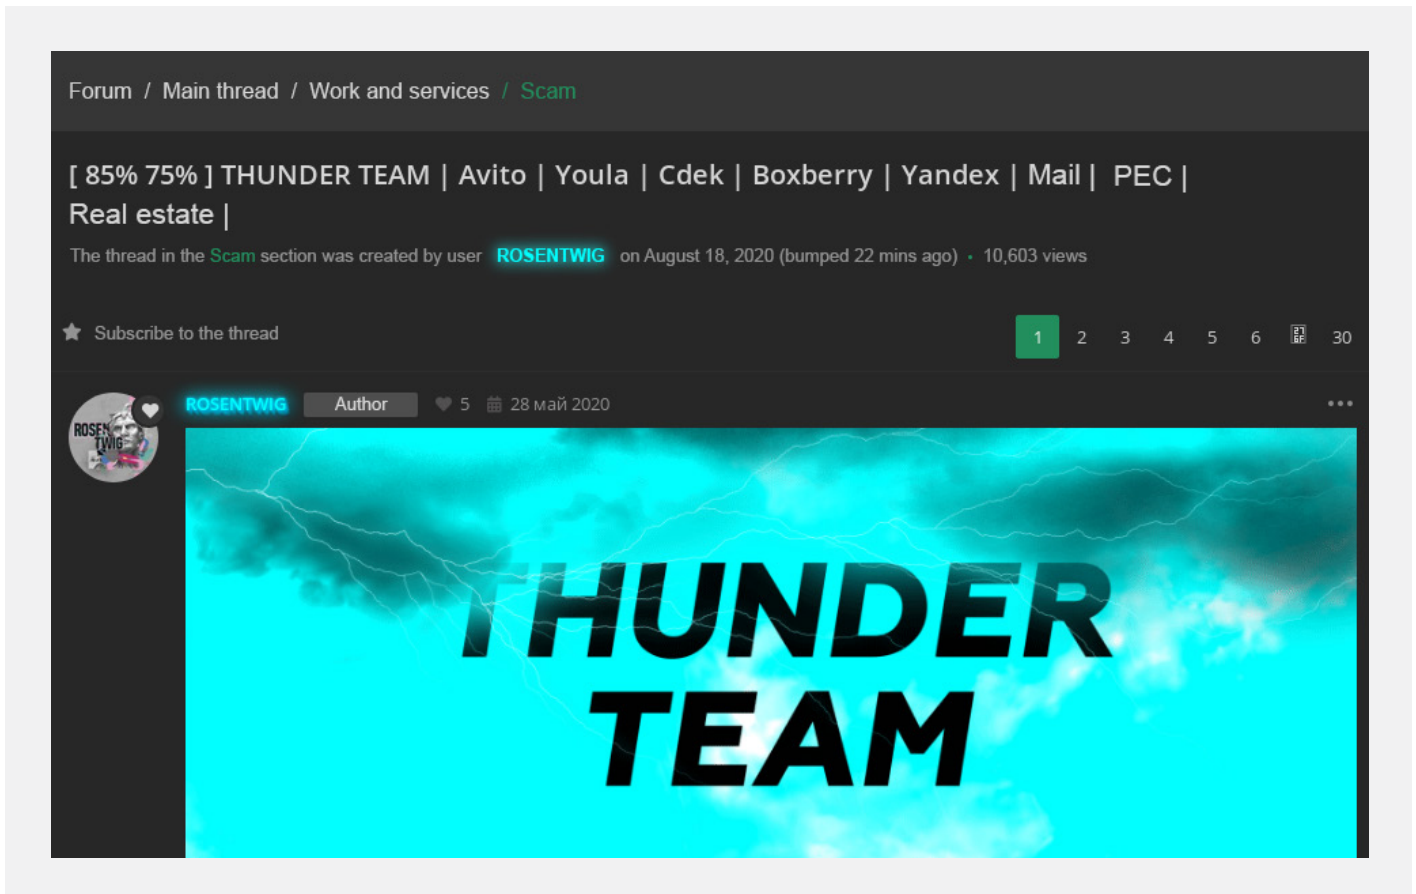 Forum / Main thread / Work and services / Scam
[ 85% 75% ] THUNDER TEAM | Avito | Youla | Cdek | Boxberry | Yandex | Mail | PEC |
Real estate |
The thread in the Scam section was created by user ROSENTWIG on August 18, 2020 (bumped 22 mins ago) • 10,603 views
Subscribe to the thread
1 2 3 4 5 6 30
ROSENTWIG Author 5 28 май 2020
ROSEN
TWIG
THUNDER
TEAM